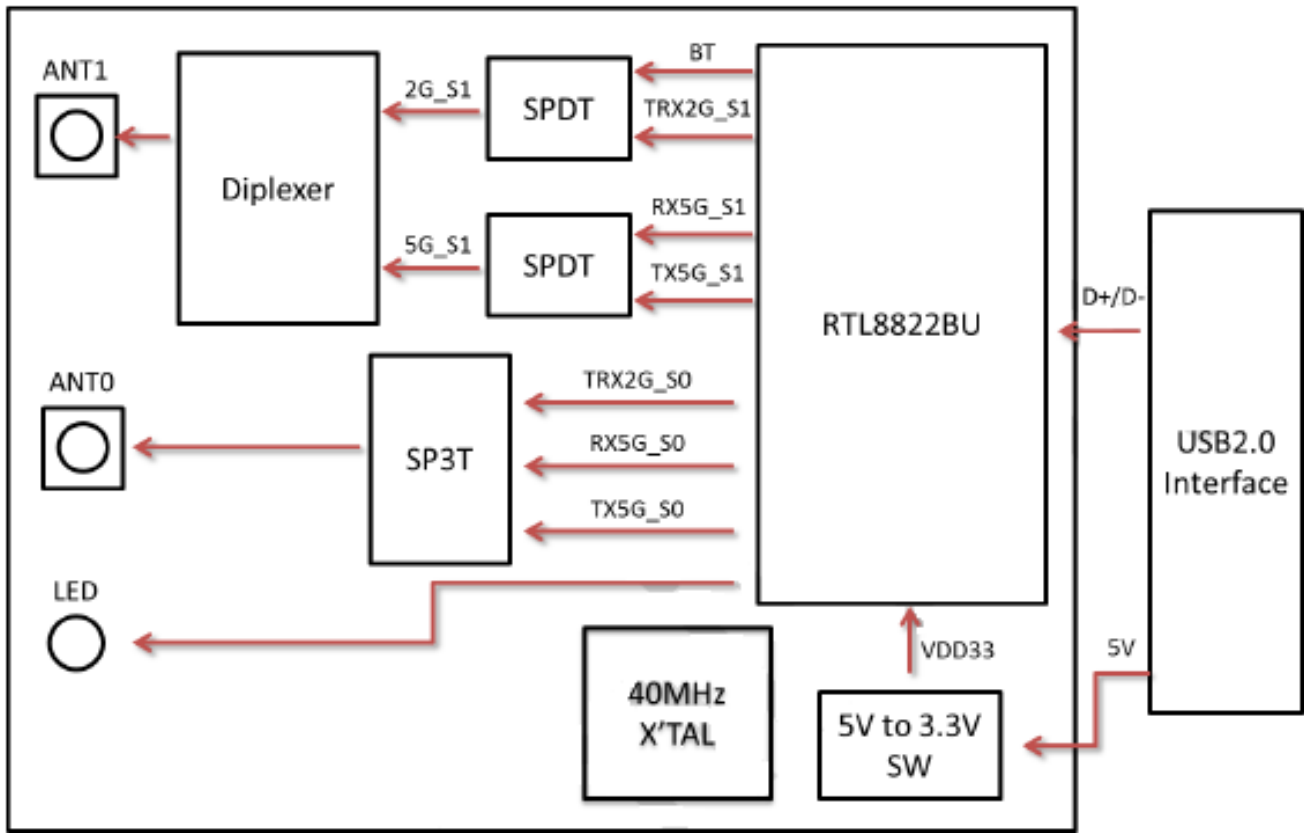 ANT1
Diplexer
2G_S1
5G_S1
SPDT
SPDT
BT
TRX2G_S1
RX5G_S1
TX5G_S1
RTL8822BU
D+/D-
USB2.0
Interface
ANT0
SP3T
TRX2G_S0
RX5G_S0
TX5G_S0
LED
40MHz
X'TAL
VDD33
5V to 3.3V
SW
5V